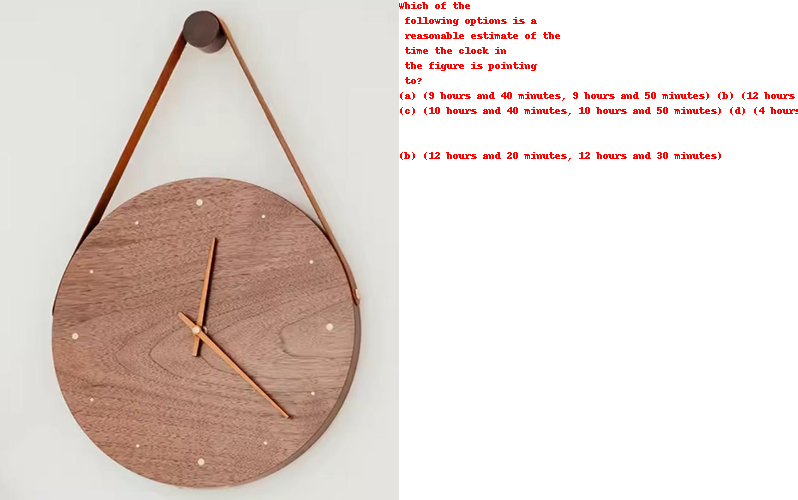 Which of the
following options is a
reasonable estimate of the
time the clock in
the figure is pointing
to?
(a) (9 hours and 40 minutes, 9 hours and 50 minutes) (b) (12 hours
(c) (10 hours and 40 minutes, 10 hours and 50 minutes) (d) (4 hours
(b) (12 hours and 20 minutes, 12 hours and 30 minutes)